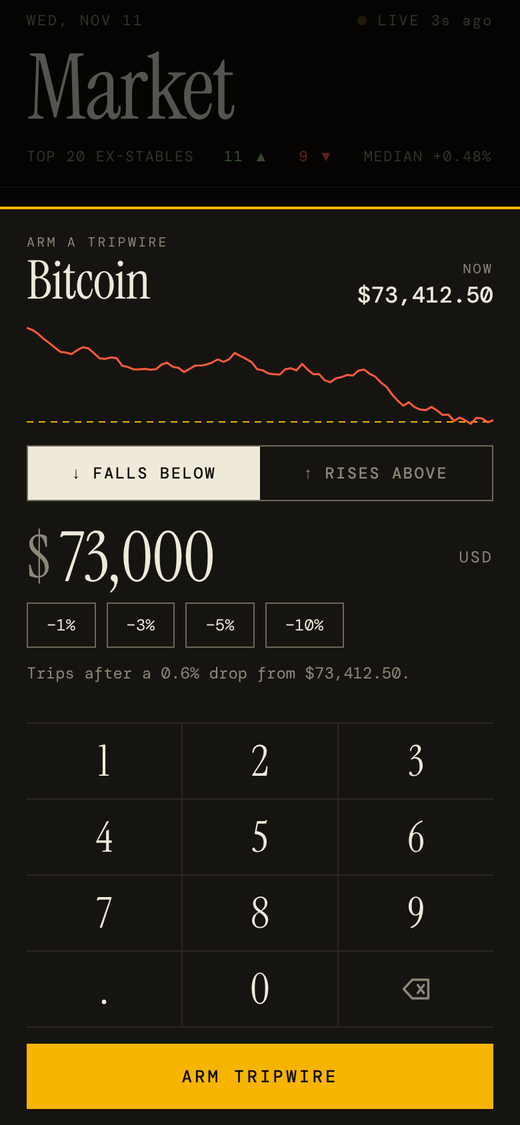 WED, NOV 11 LIVE 3s ago
Market
TOP 20 EX-STABLES 11 ▲ 9 ▼ MEDIAN +0.48%
ARM A TRIPWIRE
Bitcoin
NOW
$73,412.50
↓ FALLS BELOW ↑ RISES ABOVE
$73,000 USD
−1% −3% −5% −10%
Trips after a 0.6% drop from $73,412.50.
1 2 3
4 5 6
7 8 9
. 0
ARM TRIPWIRE